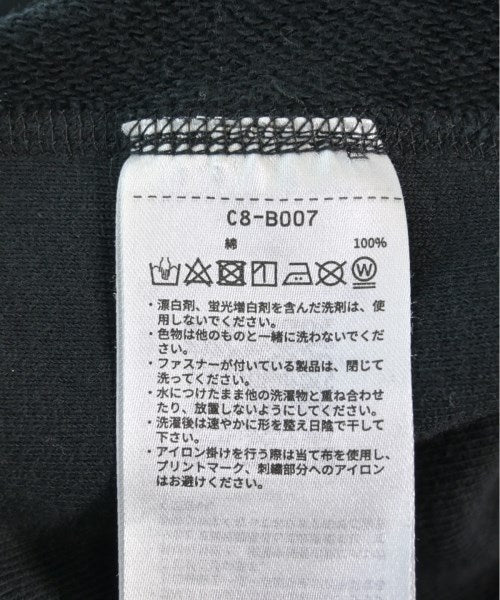 C8-B007
綿 100%
・漂白剤、蛍光増白剤を含んだ洗剤は、使
用しないでください。
・色物は他のものと一緒に洗わないでくだ
さい。
・ファスナーが付いている製品は、閉じて
洗ってください。
・水につけたまま他の洗濯物と重ね合わせ
たり、放置しないようにしてください。
・洗濯後は速やかに形を整え日陰で干して
下さい。
・アイロン掛けを行う際は当て布を使用し、
プリントマーク、刺繍部分へのアイロン
はお避けください。